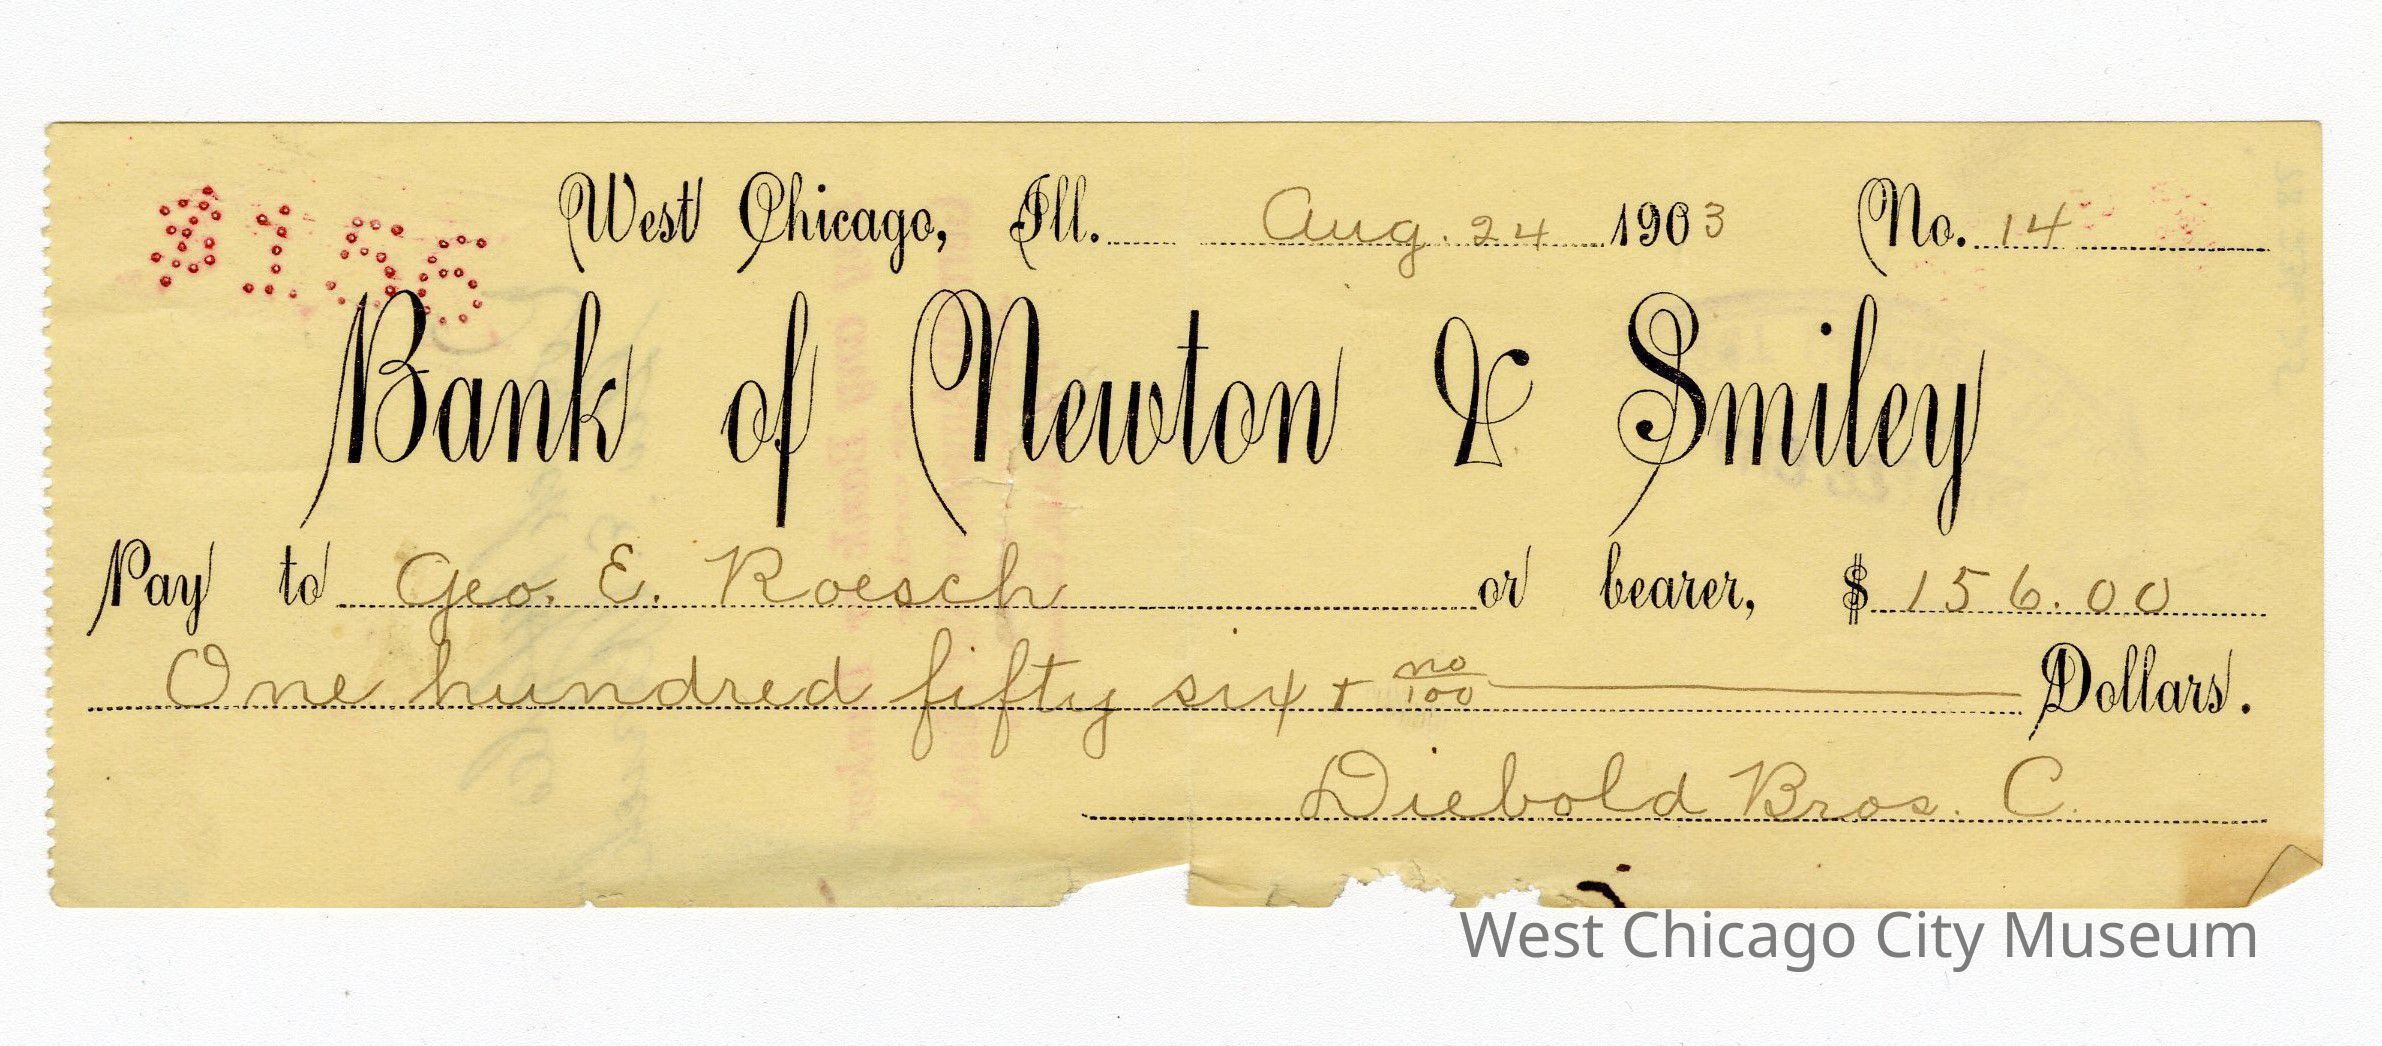 $156
West Chicago, Ill. Aug. 24 1903 No. 14
Bank of Newton & Smiley
Pay to Geo. E. Roesch or bearer, $ 156.00
One hundred fifty six + no/100 Dollars.
Diebold Bros. C.
West Chicago City Museum